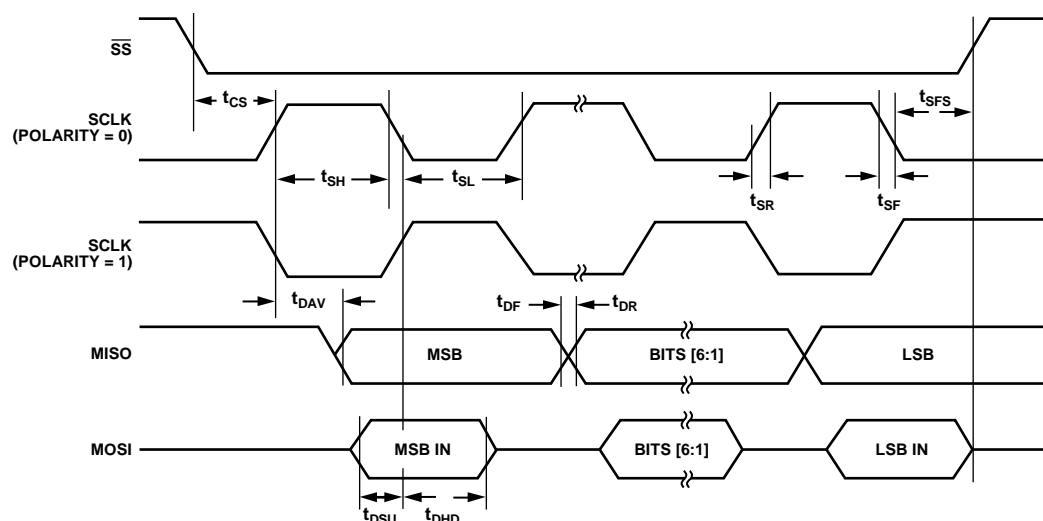 SS
tCS
tSFS
SCLK
(POLARITY = 0)
tSH
tSL
tSR
tSF
SCLK
(POLARITY = 1)
tDAV
tDF
tDR
MISO
MSB
BITS [6:1]
LSB
MOSI
MSB IN
BITS [6:1]
LSB IN
tDSU
tDHD